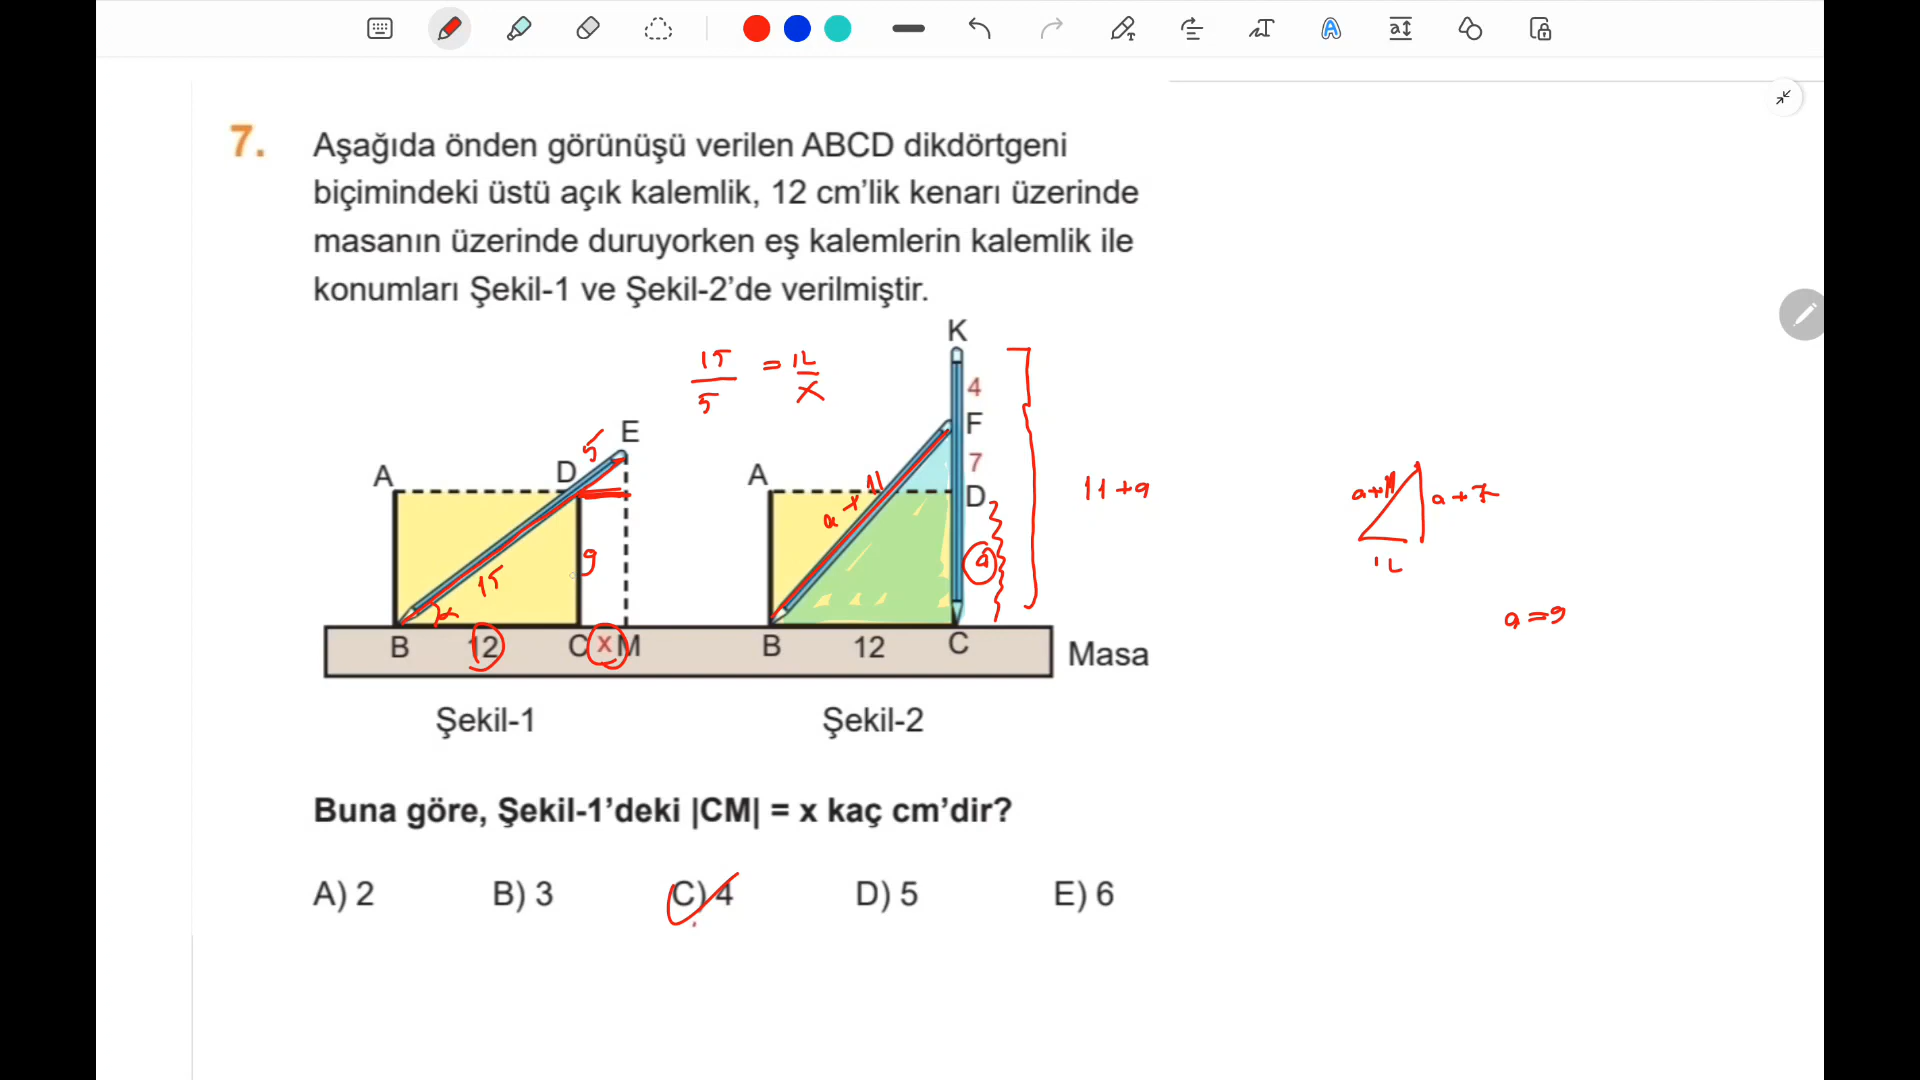 7. Aşağıda önden görünüşü verilen ABCD dikdörtgeni
biçimindeki üstü açık kalemlik, 12 cm’lik kenarı üzerinde
masanın üzerinde duruyorken eş kalemlerin kalemlik ile
konumları Şekil-1 ve Şekil-2’de verilmiştir.
K
15/5 = 12/x
4
F
E
5
A
D
7
A
D
a+11
11+a
a+11
a+7
9
a
15
12
a=9
B
12
C
x
M
B
12
C
Masa
Şekil-1
Şekil-2
Buna göre, Şekil-1’deki |CM| = x kaç cm’dir?
A) 2 B) 3 C) 4 D) 5 E) 6